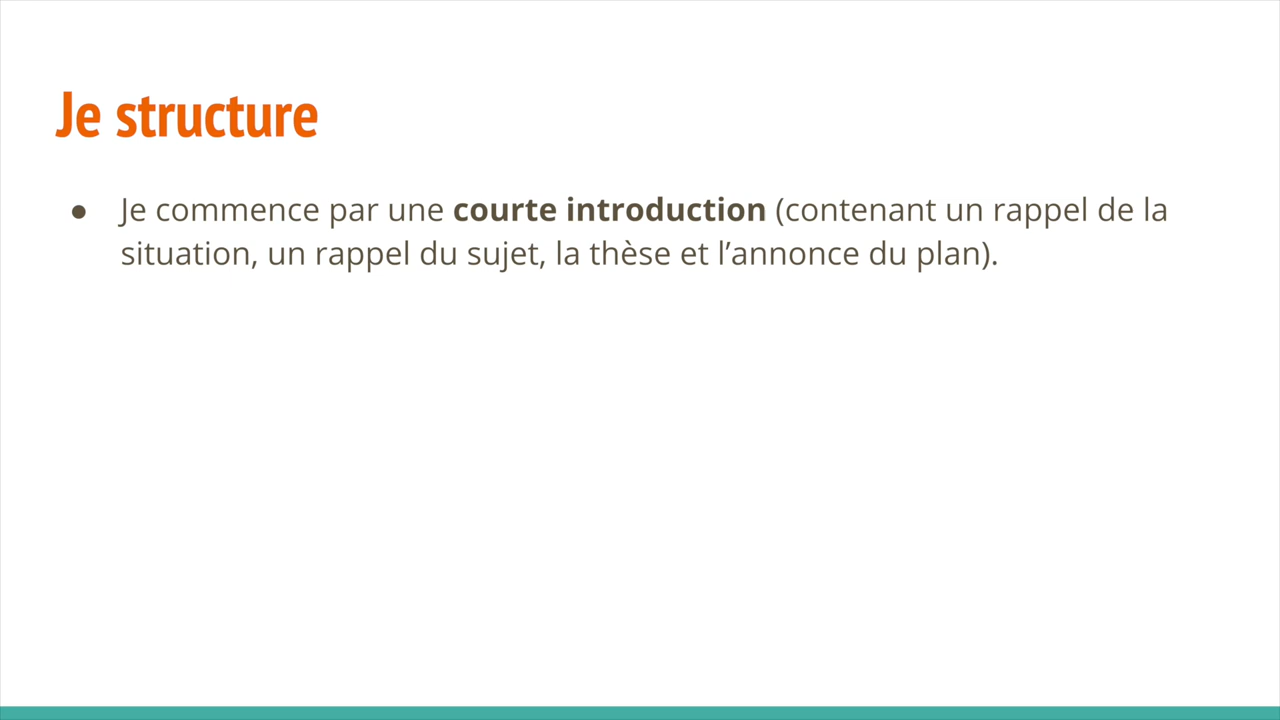 Je structure
● Je commence par une courte introduction (contenant un rappel de la
situation, un rappel du sujet, la thèse et l’annonce du plan).